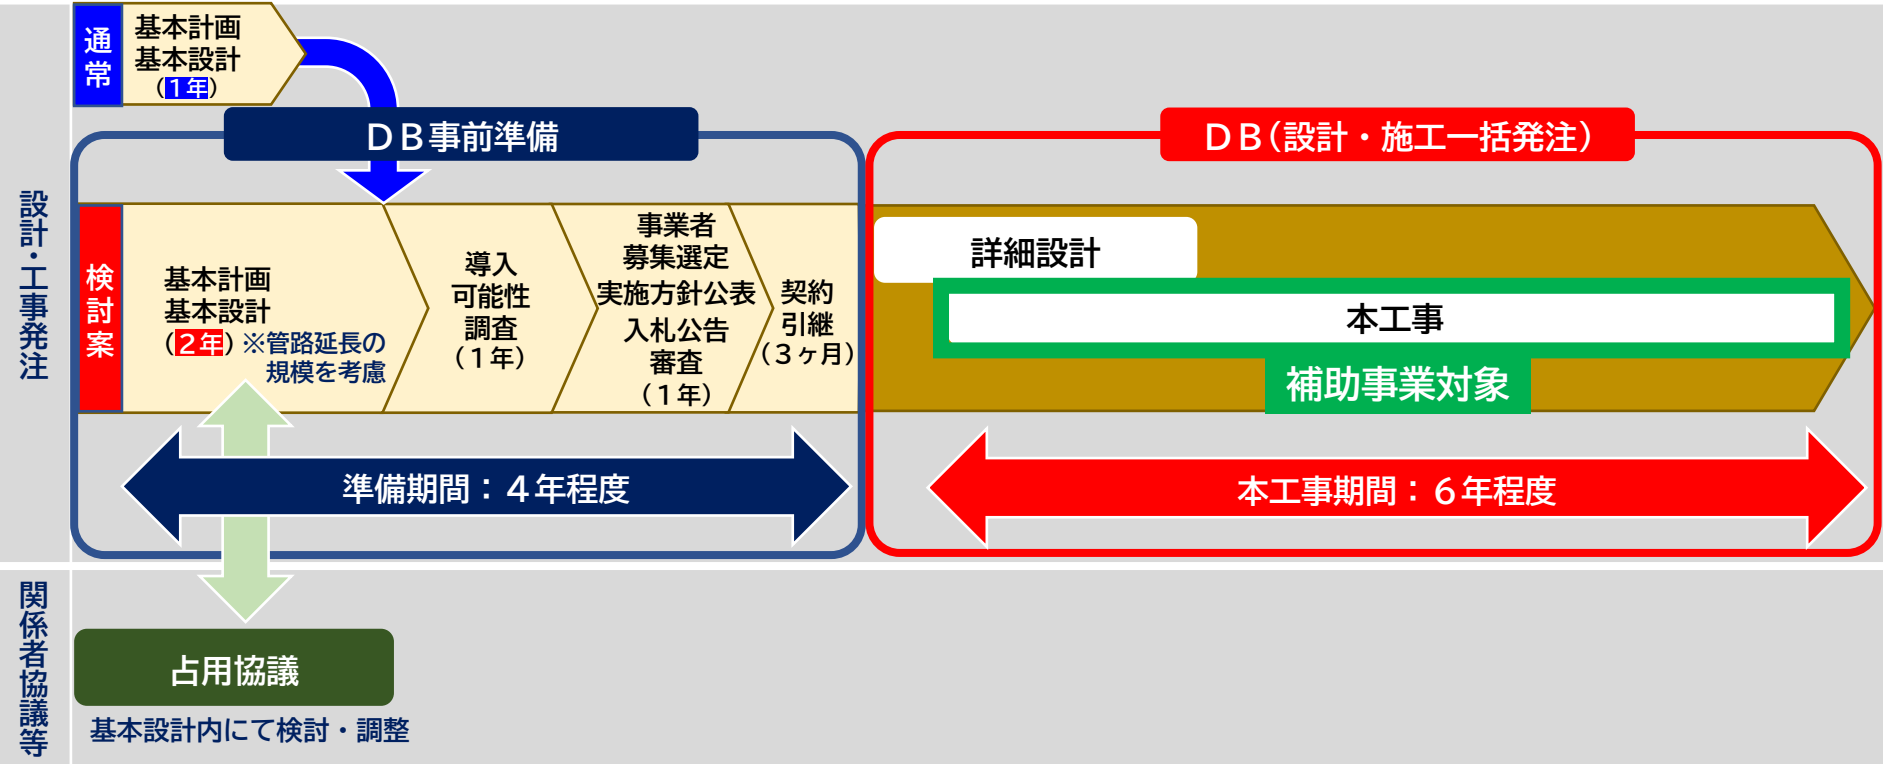 設計・工事発注
通常
基本計画
基本設計
(１年)
ＤＢ事前準備
検討案
基本計画
基本設計
(２年) ※管路延長の
規模を考慮
導入
可能性
調査
(１年)
事業者
募集選定
実施方針公表
入札公告
審査
(１年)
契約
引継
(３ヶ月)
準備期間：４年程度
ＤＢ(設計・施工一括発注)
詳細設計
本工事
補助事業対象
本工事期間：６年程度
関係者協議等
占用協議
基本設計内にて検討・調整